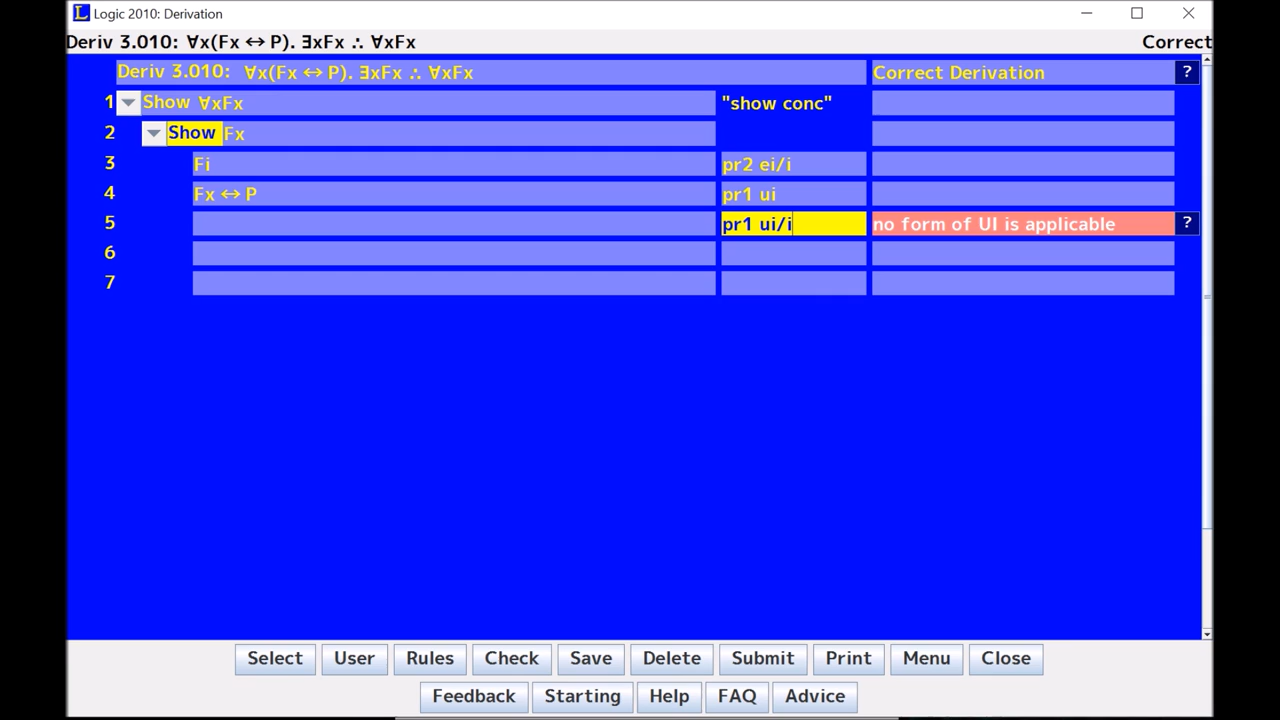 Logic 2010: Derivation
Deriv 3.010: ∀x(Fx ↔ P). ∃xFx ∴ ∀xFx Correct
Deriv 3.010: ∀x(Fx ↔ P). ∃xFx ∴ ∀xFx Correct Derivation ?
1 Show ∀xFx "show conc"
2 Show Fx
3 Fi pr2 ei/i
4 Fx ↔ P pr1 ui
5 pr1 ui/i no form of UI is applicable ?
6
7
Select User Rules Check Save Delete Submit Print Menu Close
Feedback Starting Help FAQ Advice